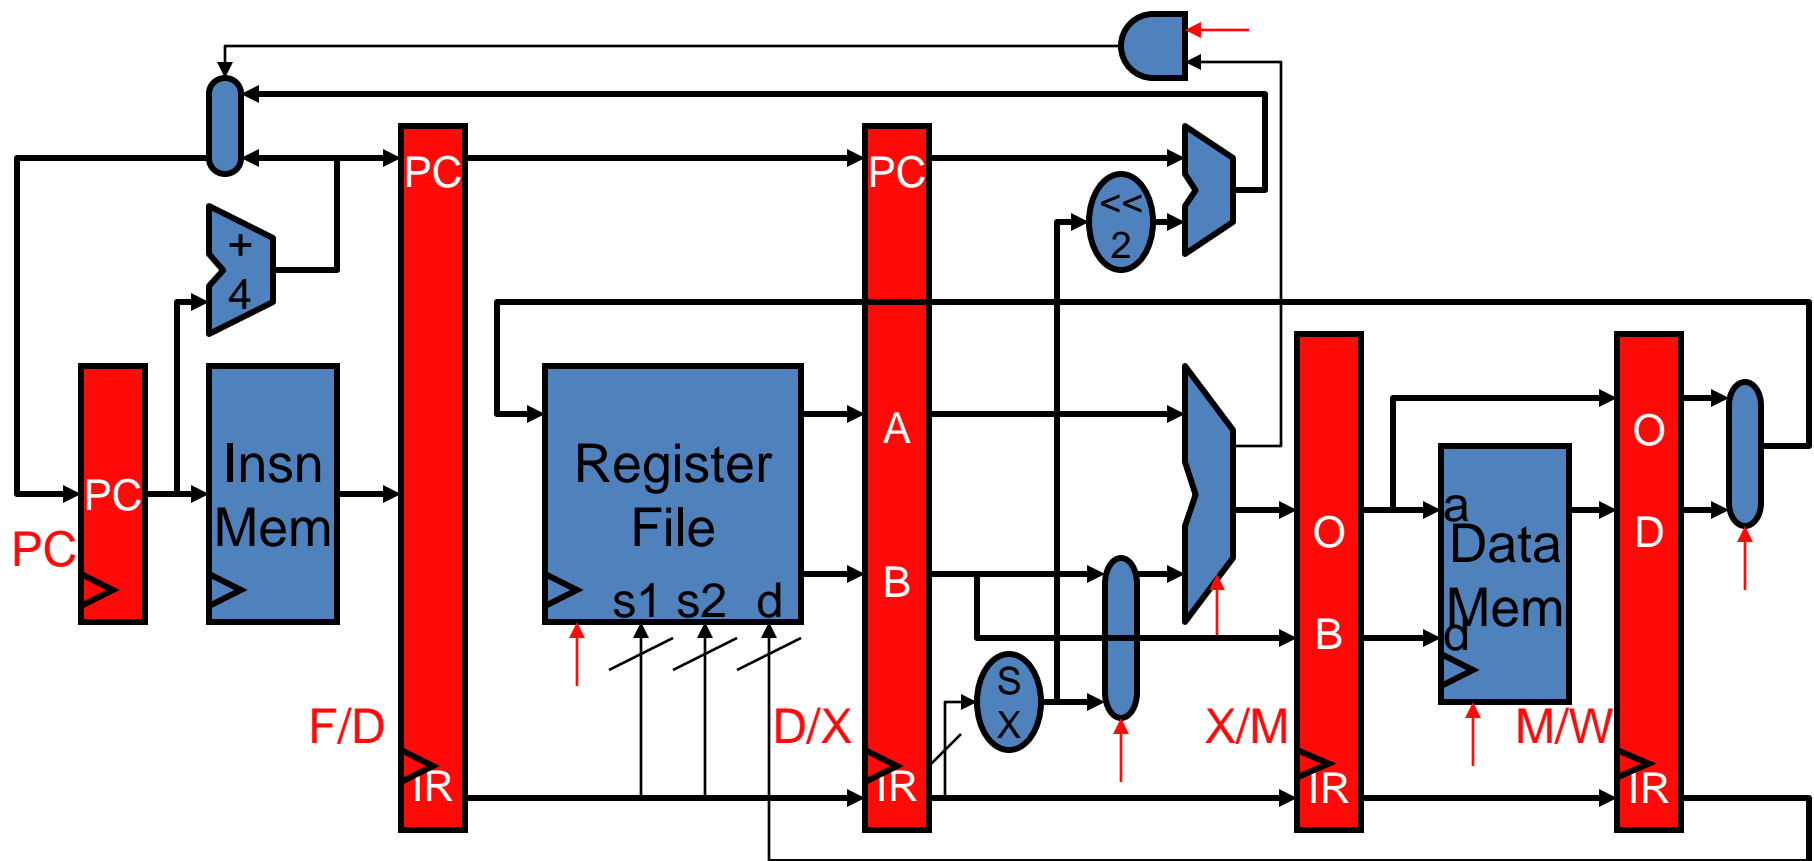 PC
PC
<<
2
+
4
A
O
Insn
Mem
Register
File
PC
a
Data
Mem
d
O
D
PC
B
s1
s2
d
B
S
X
F/D
D/X
X/M
M/W
IR
IR
IR
IR